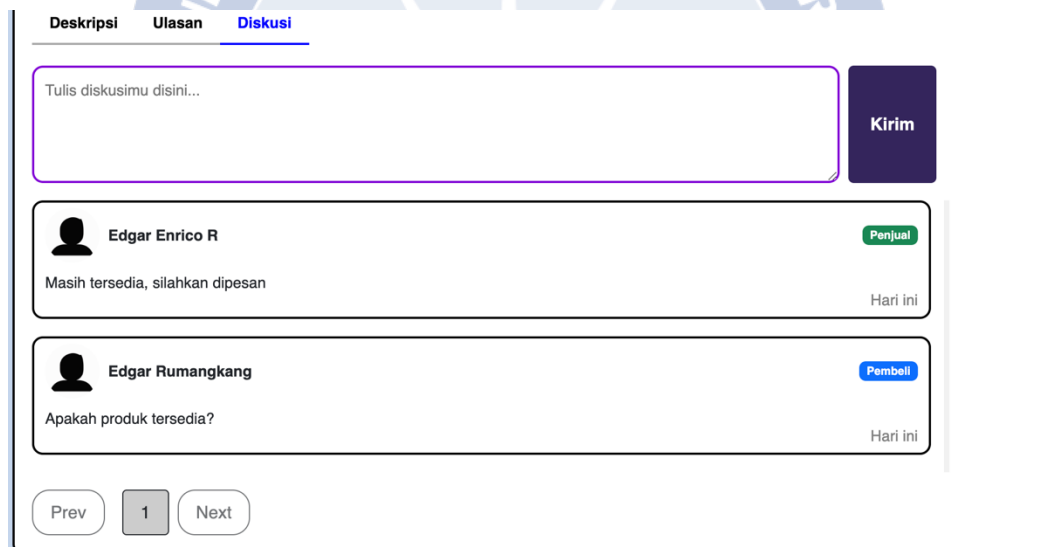 Deskripsi Ulasan Diskusi
Tulis diskusimu disini...
Kirim
Edgar Enrico R
Penjual
Masih tersedia, silahkan dipesan
Hari ini
Edgar Rumangkang
Pembeli
Apakah produk tersedia?
Hari ini
Prev 1 Next